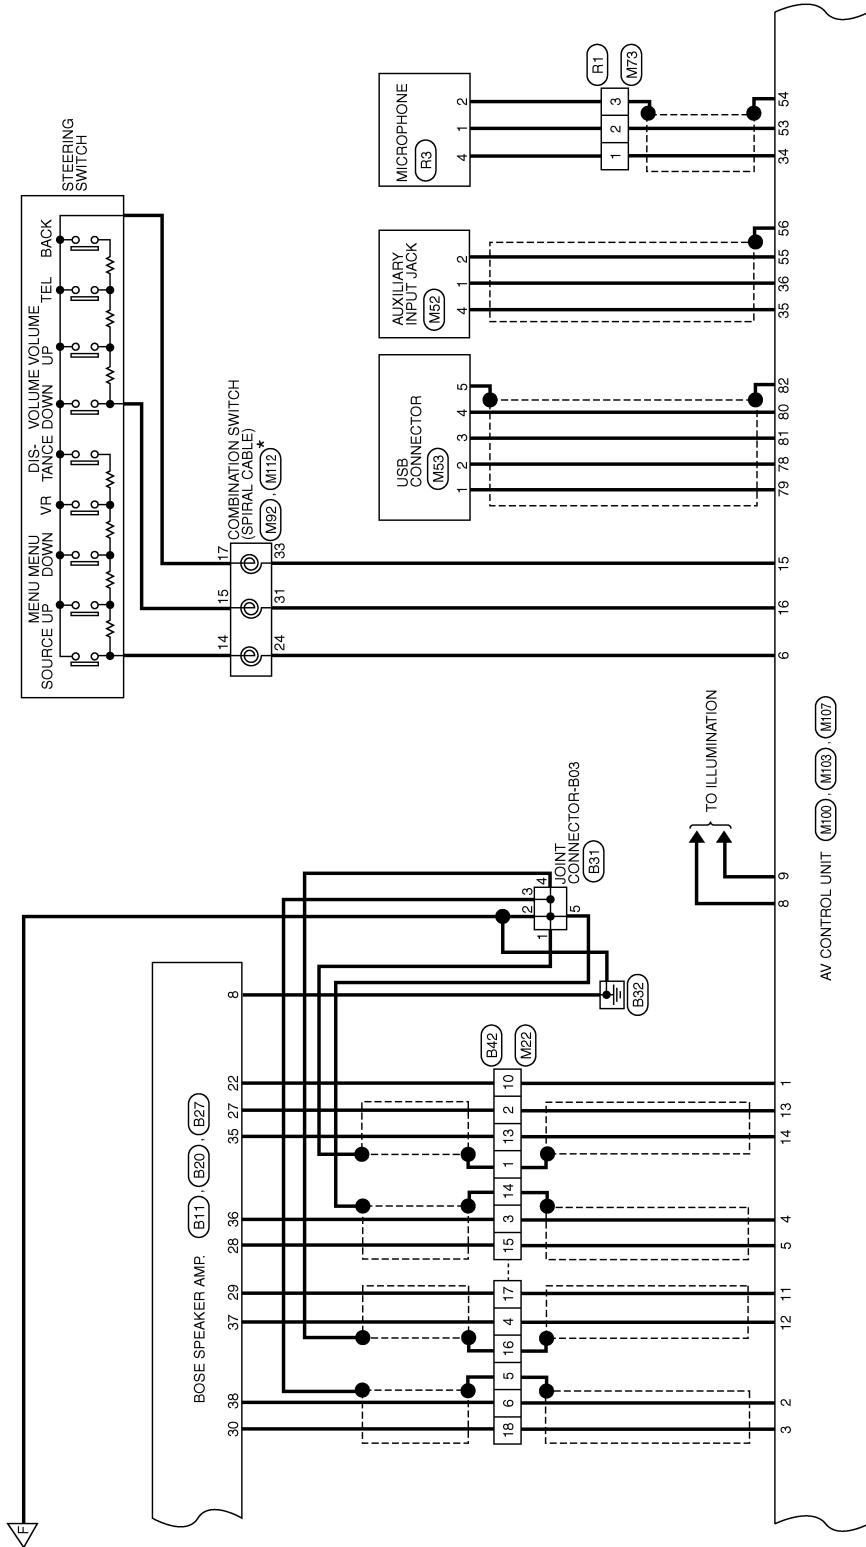 STEERING
SWITCH
SOURCE
MENU
UP
MENU
DOWN
VR
DIS-
TANCE
VOLUME
DOWN
VOLUME
UP
TEL
BACK
COMBINATION SWITCH
(SPIRAL CABLE)
M92 , M112 *
14 15 17
24 31 33
MICROPHONE
R3
4 1 2
R1
M73
1 2 3
34 53 54
AUXILIARY
INPUT JACK
M52
4 1 2
35 36 55 56
USB
CONNECTOR
M53
1 2 3 4 5
79 78 81 80 82
6 16 15
TO ILLUMINATION
8 9
AV CONTROL UNIT M100 , M103 , M107
JOINT
CONNECTOR-B03
B31
1 2 3 4 5
B32
BOSE SPEAKER AMP. B11 , B20 , B27
30 38 37 29 28 36 35 27 22 8
B42
M22
18 6 5 16 4 17 15 3 14 1 13 2 10
3 2 12 11 5 4 14 13 1
F